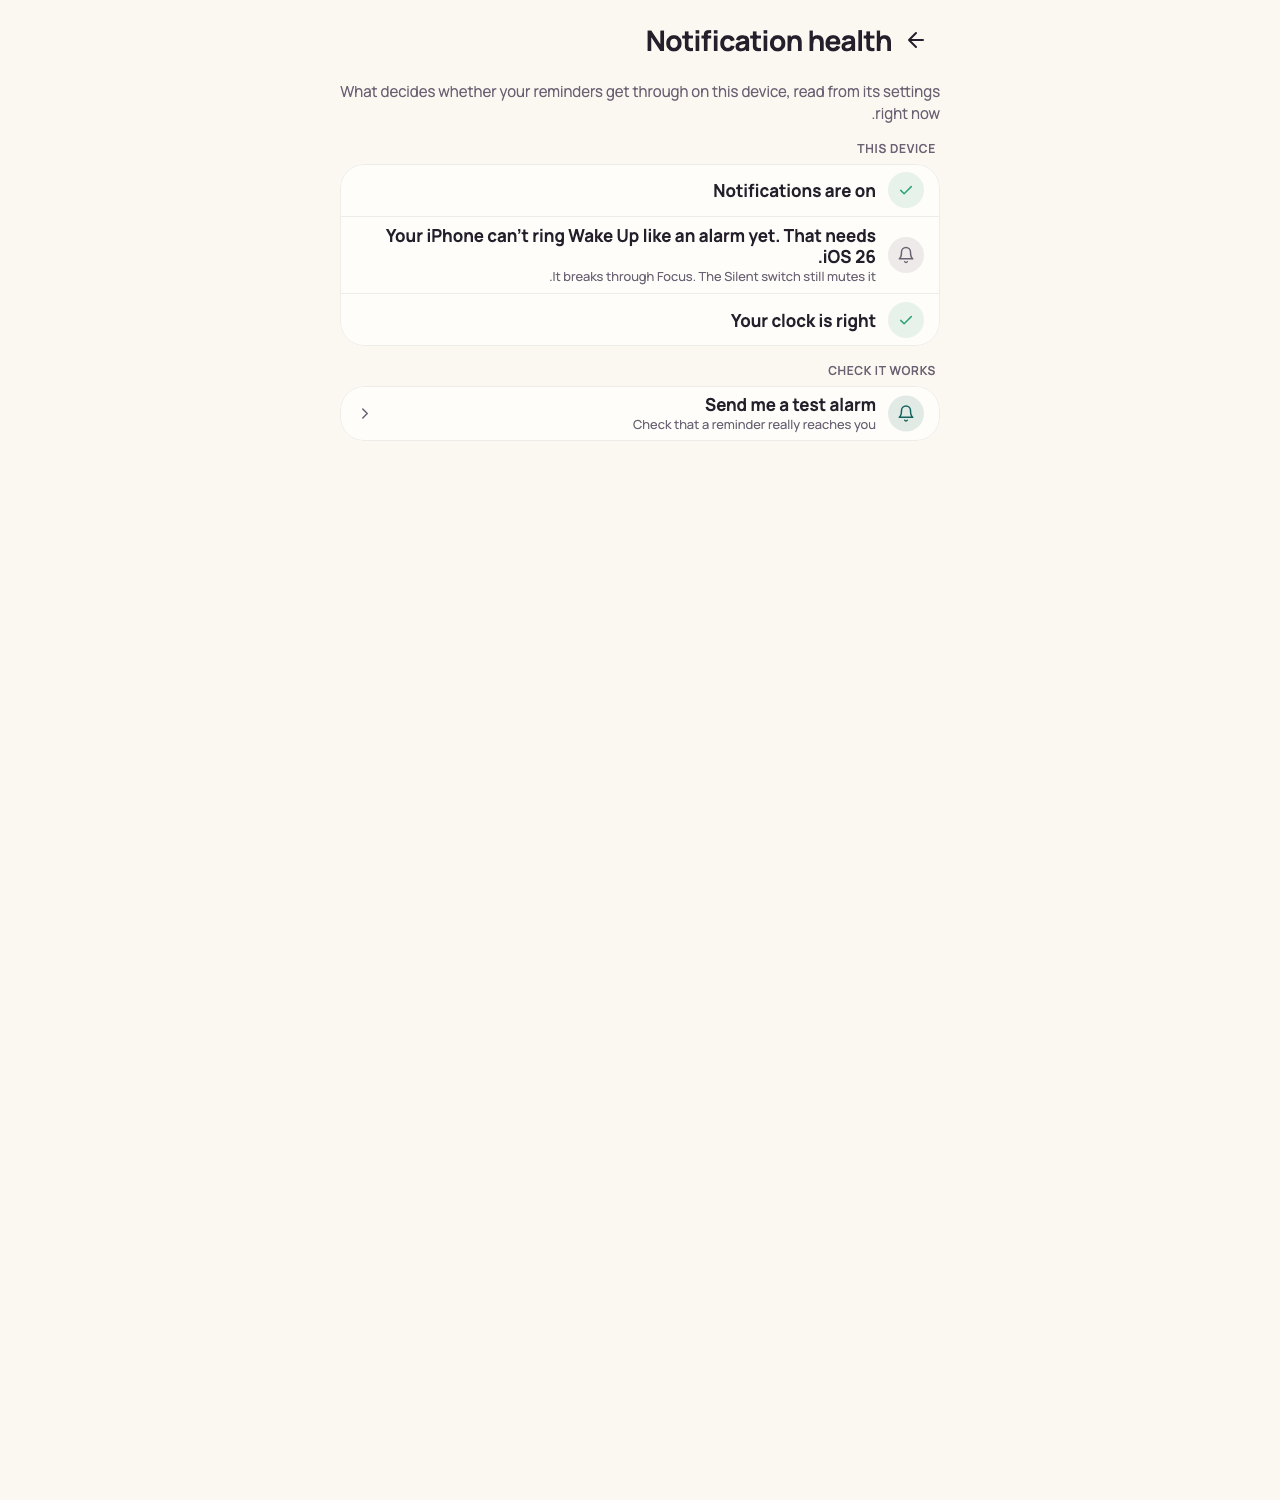 Notification health
What decides whether your reminders get through on this device, read from its settings
.right now
THIS DEVICE
Notifications are on
Your iPhone can't ring Wake Up like an alarm yet. That needs
.iOS 26
.It breaks through Focus. The Silent switch still mutes it
Your clock is right
CHECK IT WORKS
Send me a test alarm
Check that a reminder really reaches you